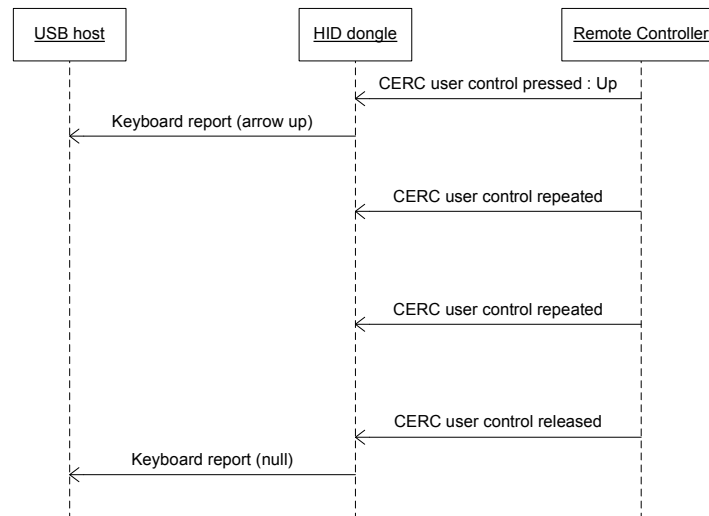 USB host
HID dongle
Remote Controller
CERC user control pressed : Up
Keyboard report (arrow up)
CERC user control repeated
CERC user control repeated
CERC user control released
Keyboard report (null)